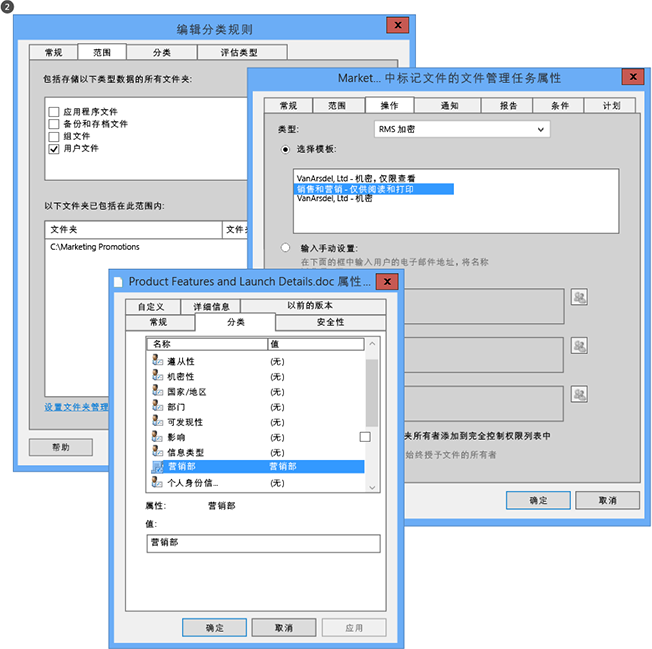 2
编辑分类规则
常规 范围 分类 评估类型
包括存储以下类型数据的所有文件夹:
应用程序文件
备份和存档文件
组文件
用户文件
以下文件夹已包括在此范围内:
文件夹 文件
C:\Marketing Promotions
设置文件夹管理
帮助
Market... 中标记文件的文件管理任务属性
常规 范围 操作 通知 报告 条件 计划
类型: RMS 加密
选择模板:
VanArsdel, Ltd - 机密, 仅限查看
销售和营销 - 仅供阅读和打印
VanArsdel, Ltd - 机密
输入手动设置:
在下面的框中输入用户的电子邮件地址, 将名称
夹所有者添加到完全控制权限列表中
始终授予文件的所有者
确定 取消
Product Features and Launch Details.doc 属性...
自定义 详细信息 以前的版本
常规 分类 安全性
名称 值
遵从性 (无)
机密性 (无)
国家/地区 (无)
部门 (无)
可发现性 (无)
影响 (无)
信息类型 (无)
营销部 营销部
个人身份信... (无)
属性: 营销部
值:
营销部
确定 取消 应用